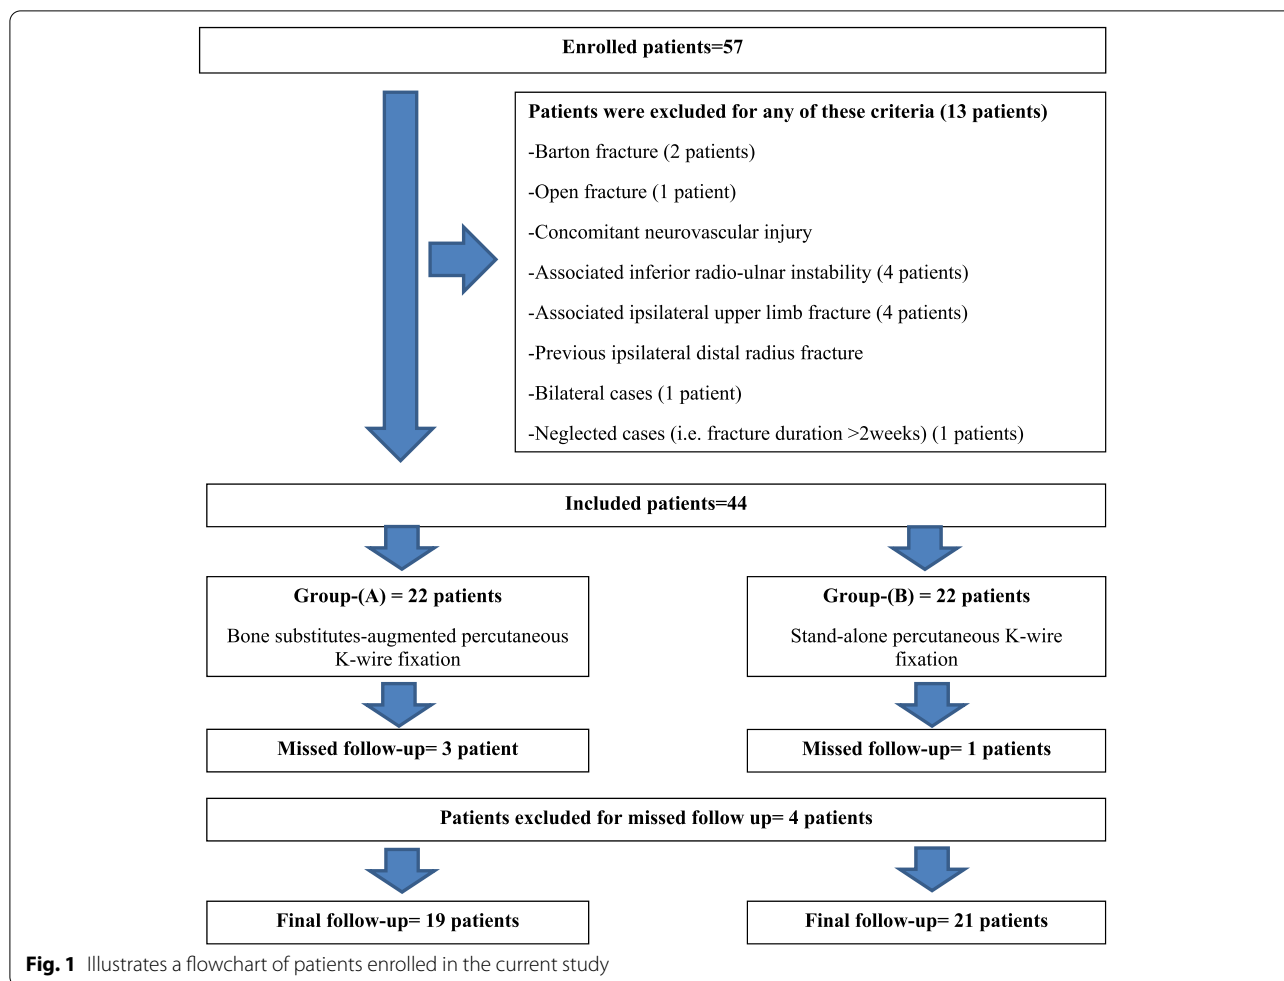 Enrolled patients=57
Patients were excluded for any of these criteria (13 patients)
-Barton fracture (2 patients)
-Open fracture (1 patient)
-Concomitant neurovascular injury
-Associated inferior radio-ulnar instability (4 patients)
-Associated ipsilateral upper limb fracture (4 patients)
-Previous ipsilateral distal radius fracture
-Bilateral cases (1 patient)
-Neglected cases (i.e. fracture duration >2weeks) (1 patients)
Included patients=44
Group-(A) = 22 patients
Bone substitutes-augmented percutaneous
K-wire fixation
Group-(B) = 22 patients
Stand-alone percutaneous K-wire
fixation
Missed follow-up= 3 patient
Missed follow-up= 1 patients
Patients excluded for missed follow up= 4 patients
Final follow-up= 19 patients
Final follow-up= 21 patients
Fig. 1 Illustrates a flowchart of patients enrolled in the current study